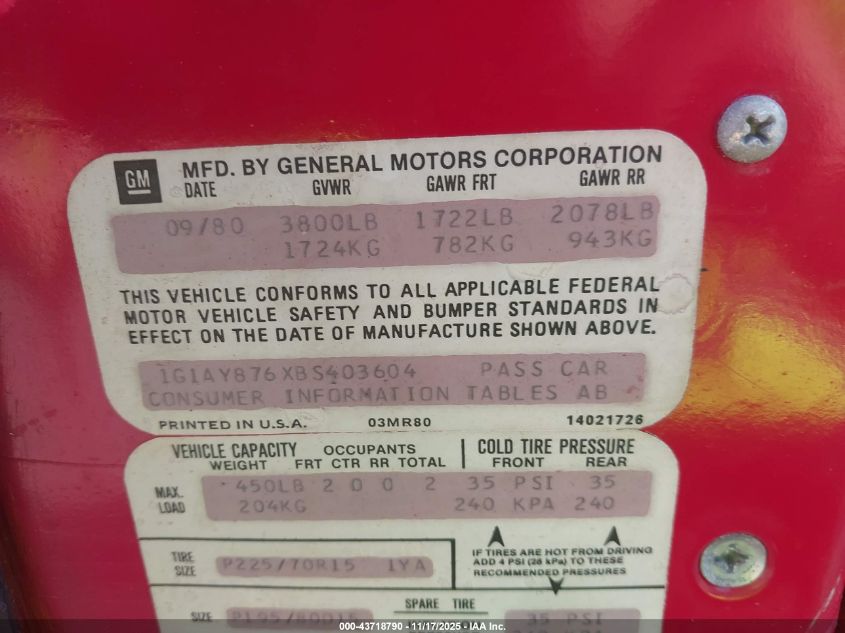 GM MFD. BY GENERAL MOTORS CORPORATION
DATE GVWR GAWR FRT GAWR RR
09/80 3800LB 1722LB 2078LB
1724KG 782KG 943KG
THIS VEHICLE CONFORMS TO ALL APPLICABLE FEDERAL
MOTOR VEHICLE SAFETY AND BUMPER STANDARDS IN
EFFECT ON THE DATE OF MANUFACTURE SHOWN ABOVE.
1G1AY876XBS403604 PASS CAR
CONSUMER INFORMATION TABLES AB
PRINTED IN U.S.A. 03MR80 14021726
VEHICLE CAPACITY OCCUPANTS COLD TIRE PRESSURE
WEIGHT FRT CTR RR TOTAL FRONT REAR
MAX. LOAD 450LB 2 0 0 2 35 PSI 35
204KG 240 KPA 240
IF TIRES ARE HOT FROM DRIVING
ADD 4 PSI (28 kPa) TO THESE
RECOMMENDED PRESSURES
TIRE SIZE P225/70R15 1YA
SPARE TIRE
SIZE P195/80D15 35 PSI
000-43718790 - 11/17/2025 - IAA Inc.